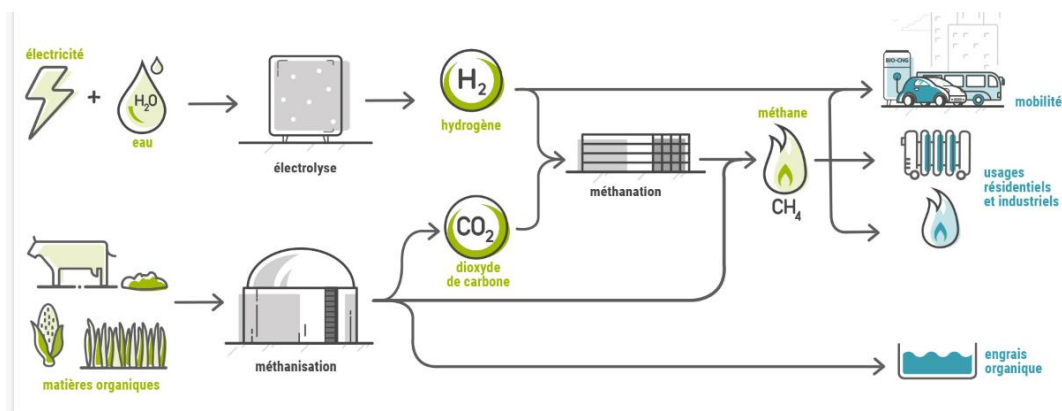 électricité
+
H₂O
eau
électrolyse
H₂
hydrogène
méthanation
méthane
CH₄
BIO-CNG
mobilité
usages
résidentiels
et industriels
CO₂
dioxyde
de carbone
matières organiques
méthanisation
engrais
organique